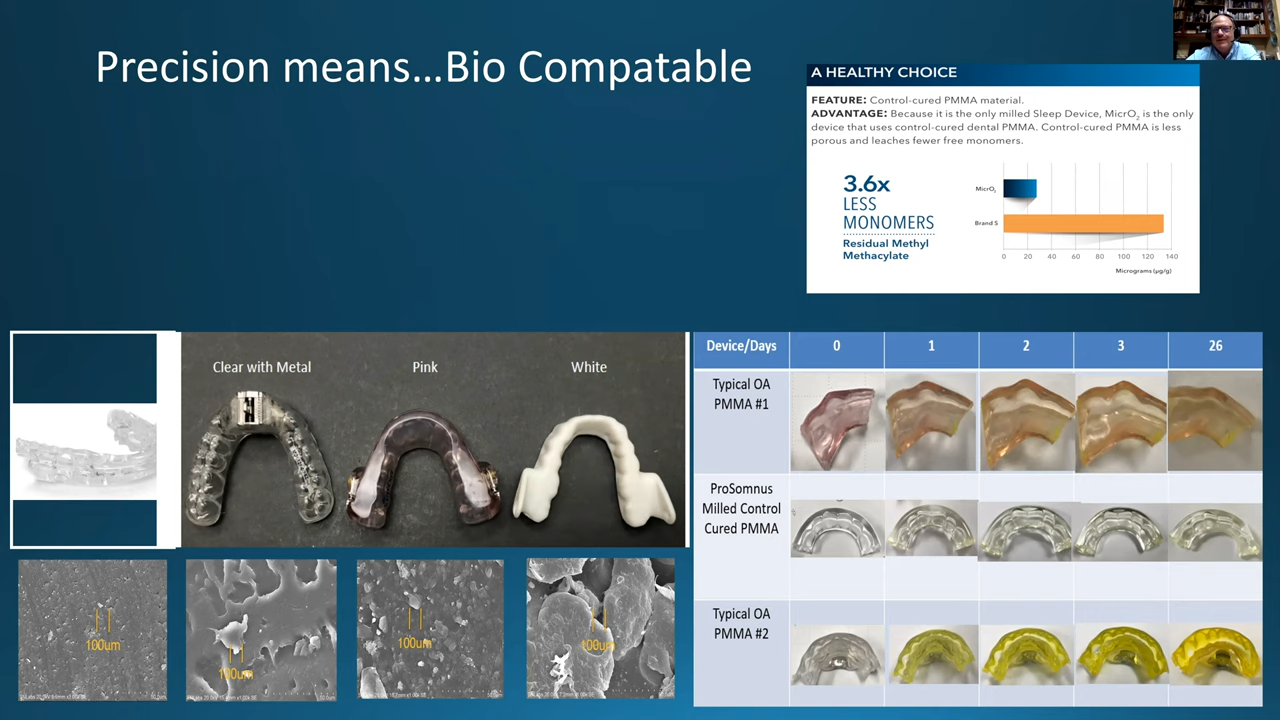 Precision means...Bio Compatable
A HEALTHY CHOICE
FEATURE: Control-cured PMMA material.
ADVANTAGE: Because it is the only milled Sleep Device, MicrO₂ is the only
device that uses control-cured dental PMMA. Control-cured PMMA is less
porous and leaches fewer free monomers.
3.6x
LESS
MONOMERS
Residual Methyl
Methacylate
MicrO₂
Brand S
0 20 40 60 80 100 120 140
Micrograms (µg/g)
Clear with Metal Pink White
100um
100um
100um
100um
Device/Days 0 1 2 3 26
Typical OA
PMMA #1
ProSomnus
Milled Control
Cured PMMA
Typical OA
PMMA #2